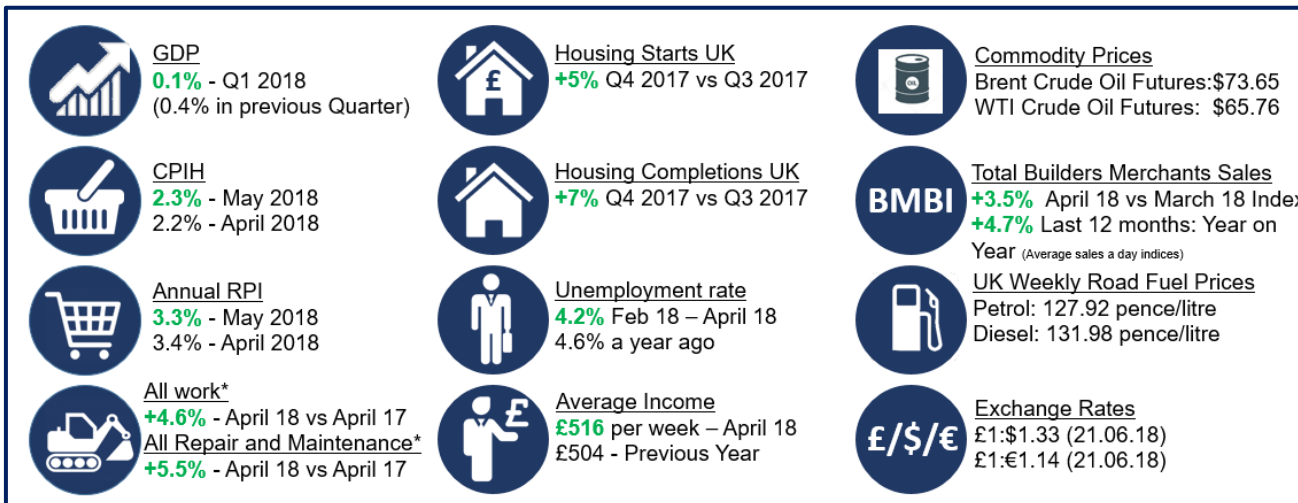 GDP
0.1% - Q1 2018
(0.4% in previous Quarter)
CPIH
2.3% - May 2018
2.2% - April 2018
Annual RPI
3.3% - May 2018
3.4% - April 2018
All work*
+4.6% - April 18 vs April 17
All Repair and Maintenance*
+5.5% - April 18 vs April 17
£
Housing Starts UK
+5% Q4 2017 vs Q3 2017
Housing Completions UK
+7% Q4 2017 vs Q3 2017
Unemployment rate
4.2% Feb 18 – April 18
4.6% a year ago
£
Average Income
£516 per week – April 18
£504 - Previous Year
OIL
Commodity Prices
Brent Crude Oil Futures:$73.65
WTI Crude Oil Futures: $65.76
BMBI
Total Builders Merchants Sales
+3.5% April 18 vs March 18 Index
+4.7% Last 12 months: Year on
Year (Average sales a day indices)
UK Weekly Road Fuel Prices
Petrol: 127.92 pence/litre
Diesel: 131.98 pence/litre
£/$/€
Exchange Rates
£1:$1.33 (21.06.18)
£1:€1.14 (21.06.18)